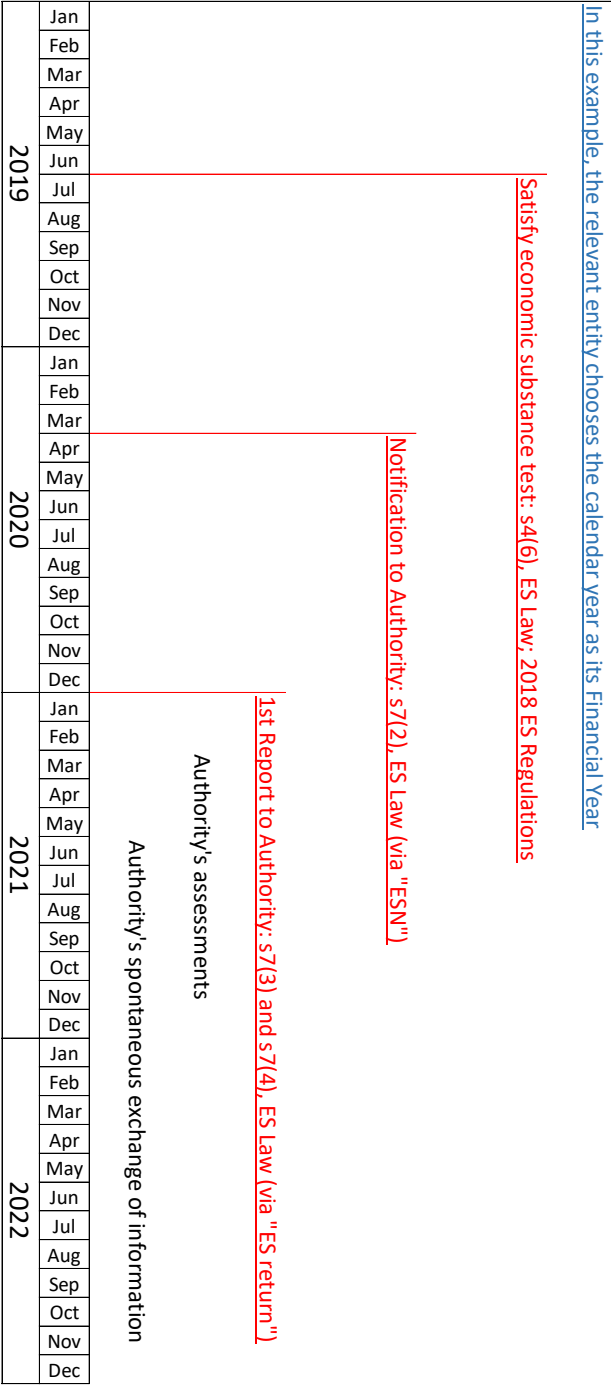 In this example, the relevant entity chooses the calendar year as its Financial Year
Satisfy economic substance test: s4(6), ES Law; 2018 ES Regulations
Notification to Authority: s7(2), ES Law (via "ESN")
1st Report to Authority: s7(3) and s7(4), ES Law (via "ES return")
Authority's assessments
Authority's spontaneous exchange of information
Jan Feb Mar Apr May Jun Jul Aug Sep Oct Nov Dec Jan Feb Mar Apr May Jun Jul Aug Sep Oct Nov Dec Jan Feb Mar Apr May Jun Jul Aug Sep Oct Nov Dec Jan Feb Mar Apr May Jun Jul Aug Sep Oct Nov Dec
2019 2020 2021 2022